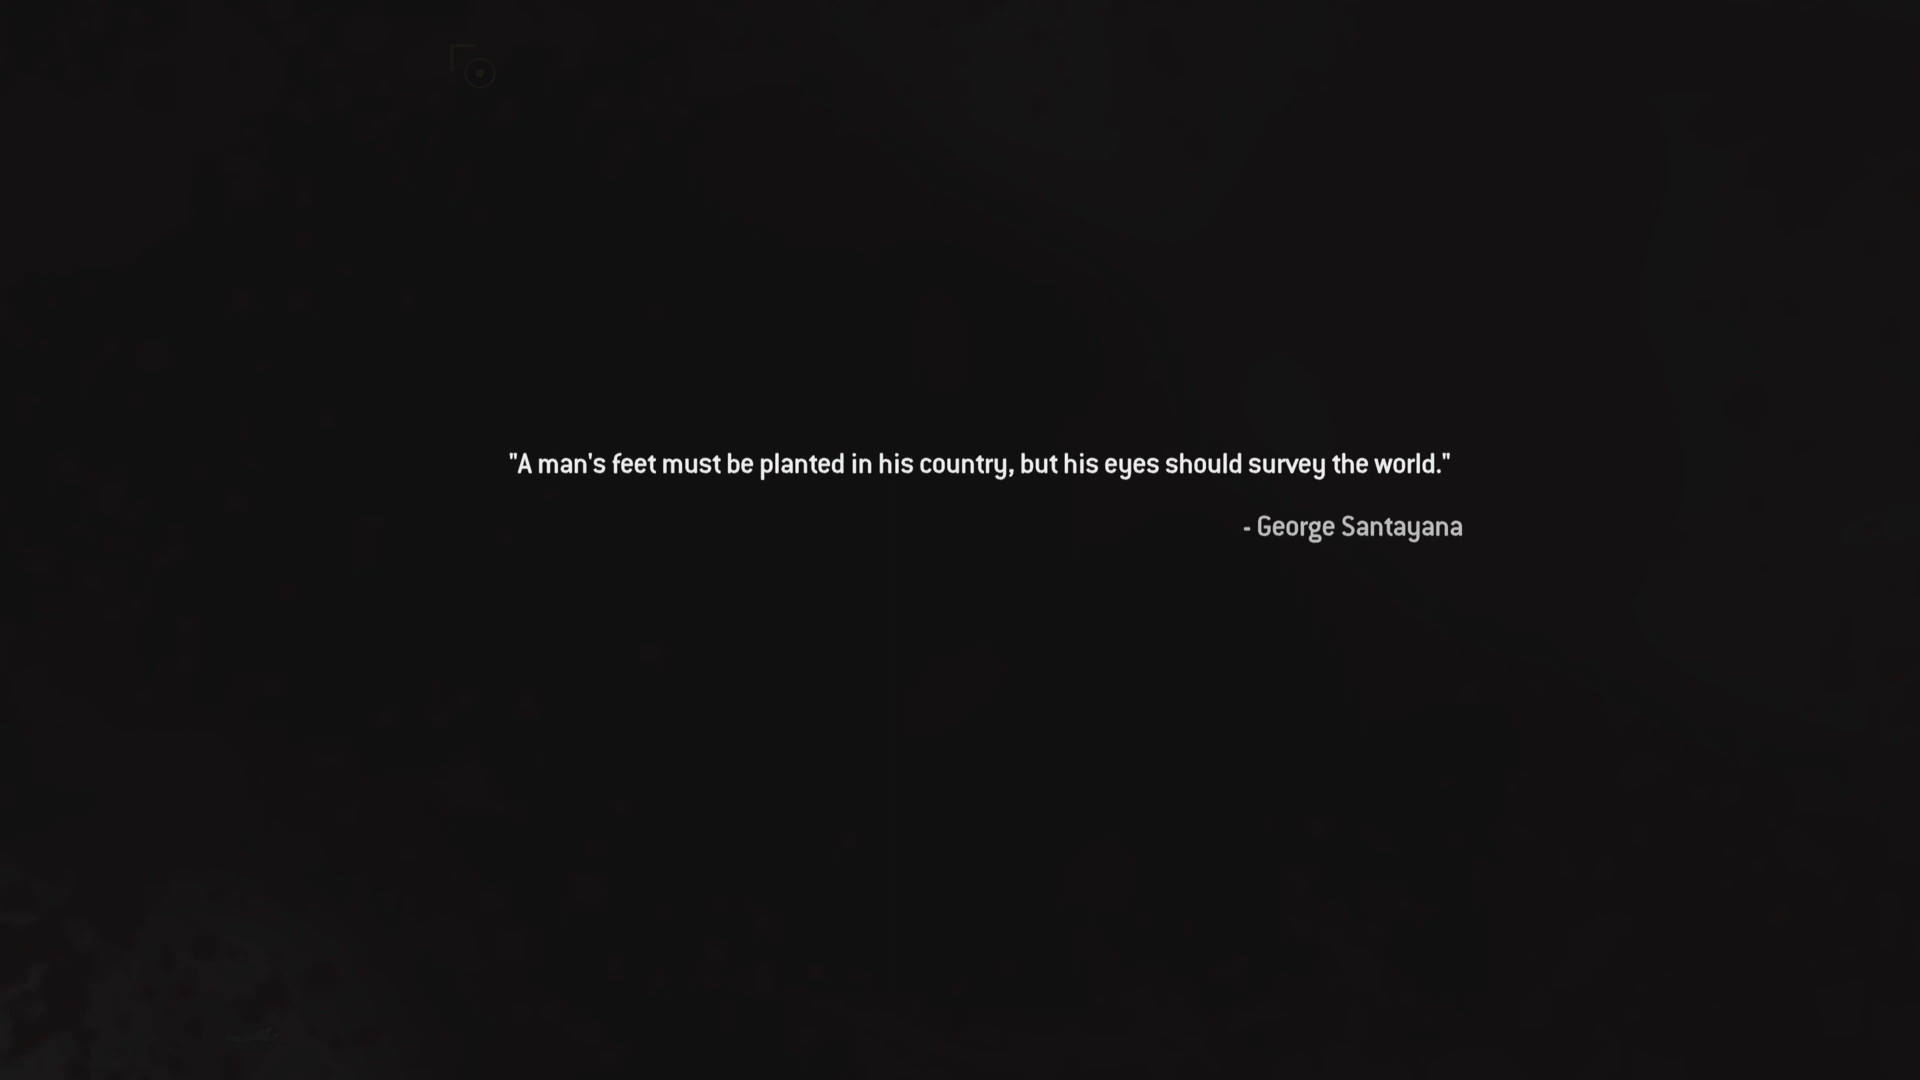 "A man's feet must be planted in his country, but his eyes should survey the world."
- George Santayana